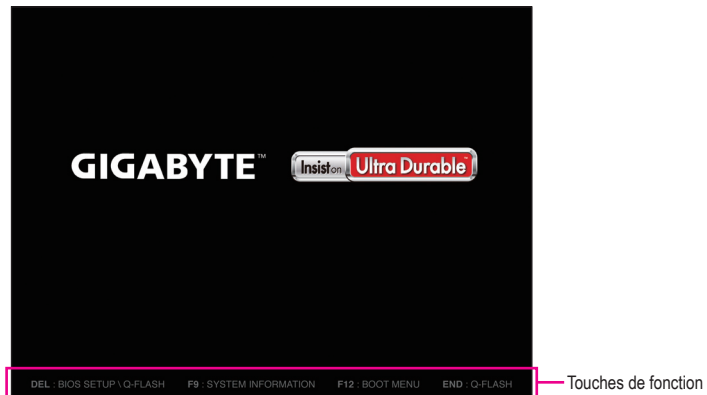 GIGABYTE™
Insist on Ultra Durable™
DEL : BIOS SETUP \ Q-FLASH F9 : SYSTEM INFORMATION F12 : BOOT MENU END : Q-FLASH
Touches de fonction